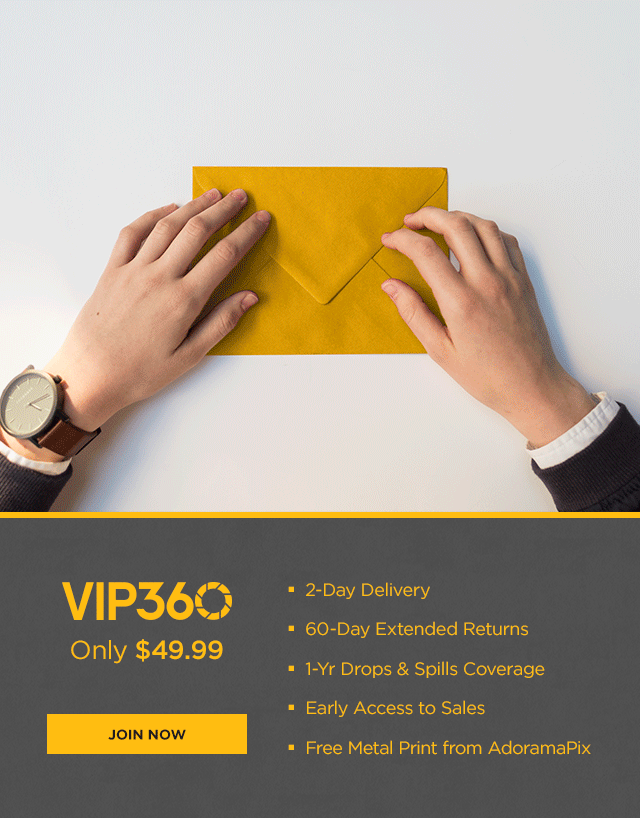 VIP360
Only $49.99
JOIN NOW
2-Day Delivery
60-Day Extended Returns
1-Yr Drops & Spills Coverage
Early Access to Sales
Free Metal Print from AdoramaPix